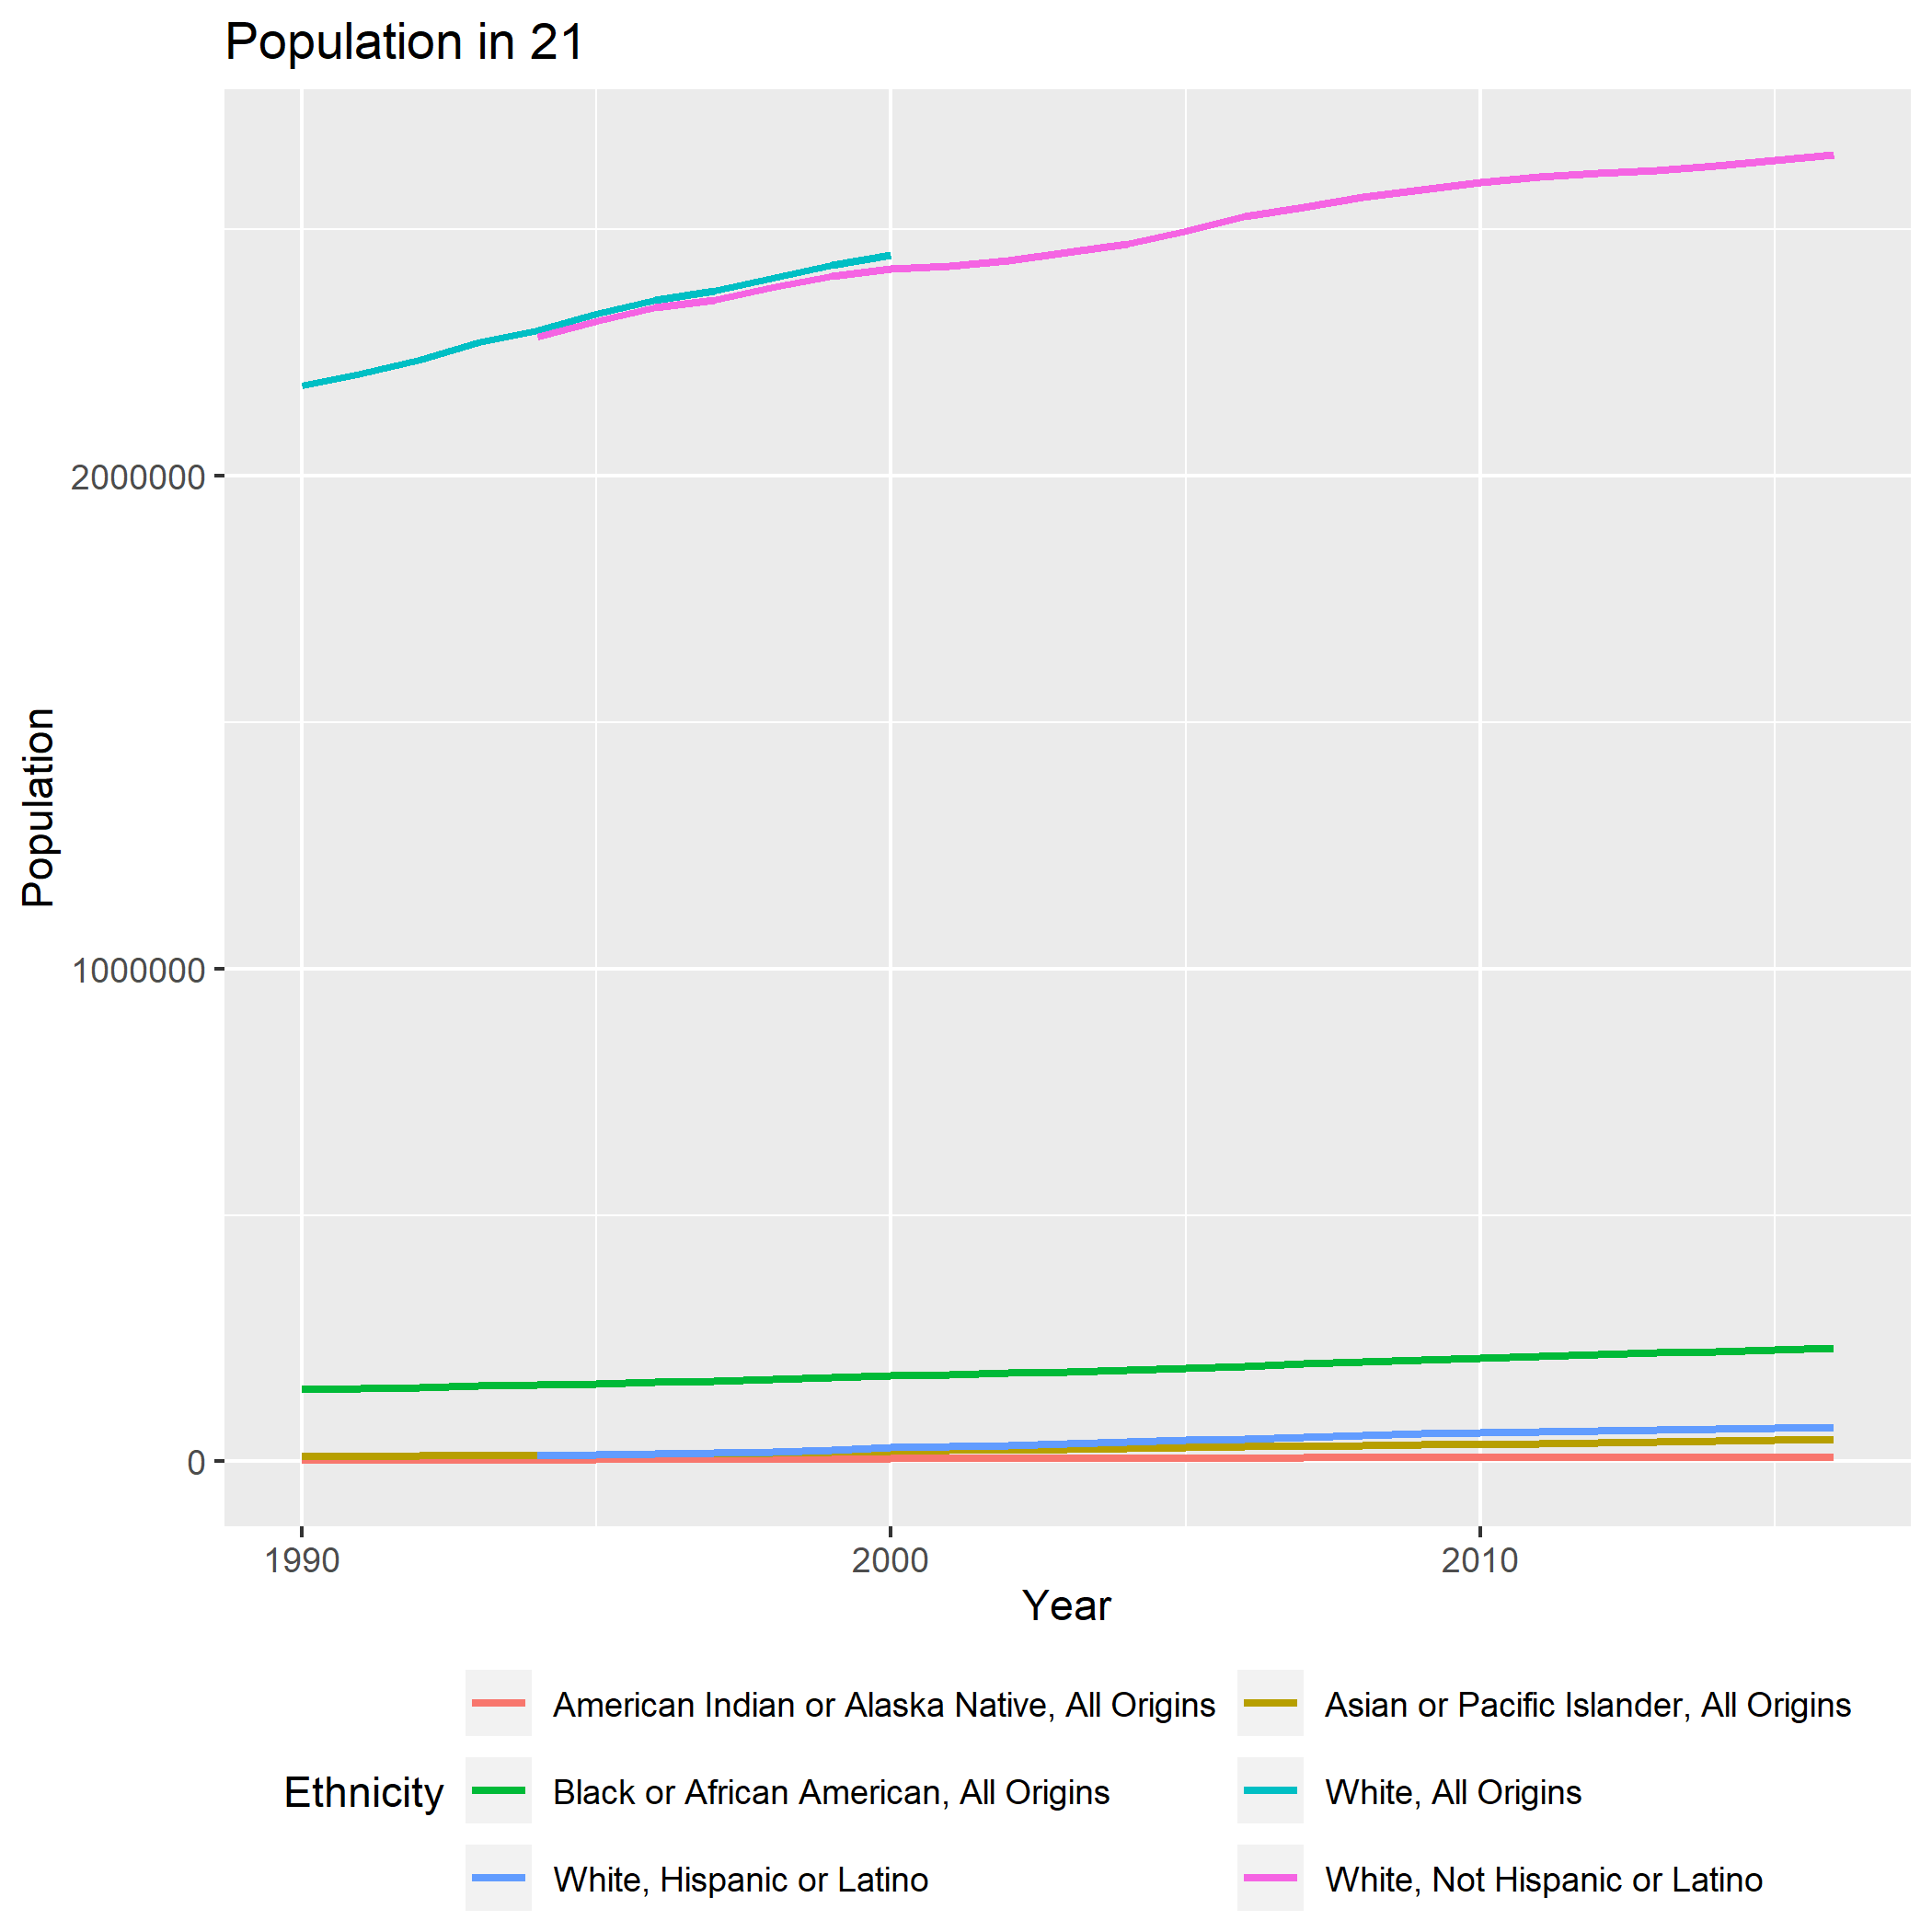 Population in 21
Population
2000000
1000000
0
1990 2000 2010
Year
Ethnicity
American Indian or Alaska Native, All Origins
Asian or Pacific Islander, All Origins
Black or African American, All Origins
White, All Origins
White, Hispanic or Latino
White, Not Hispanic or Latino